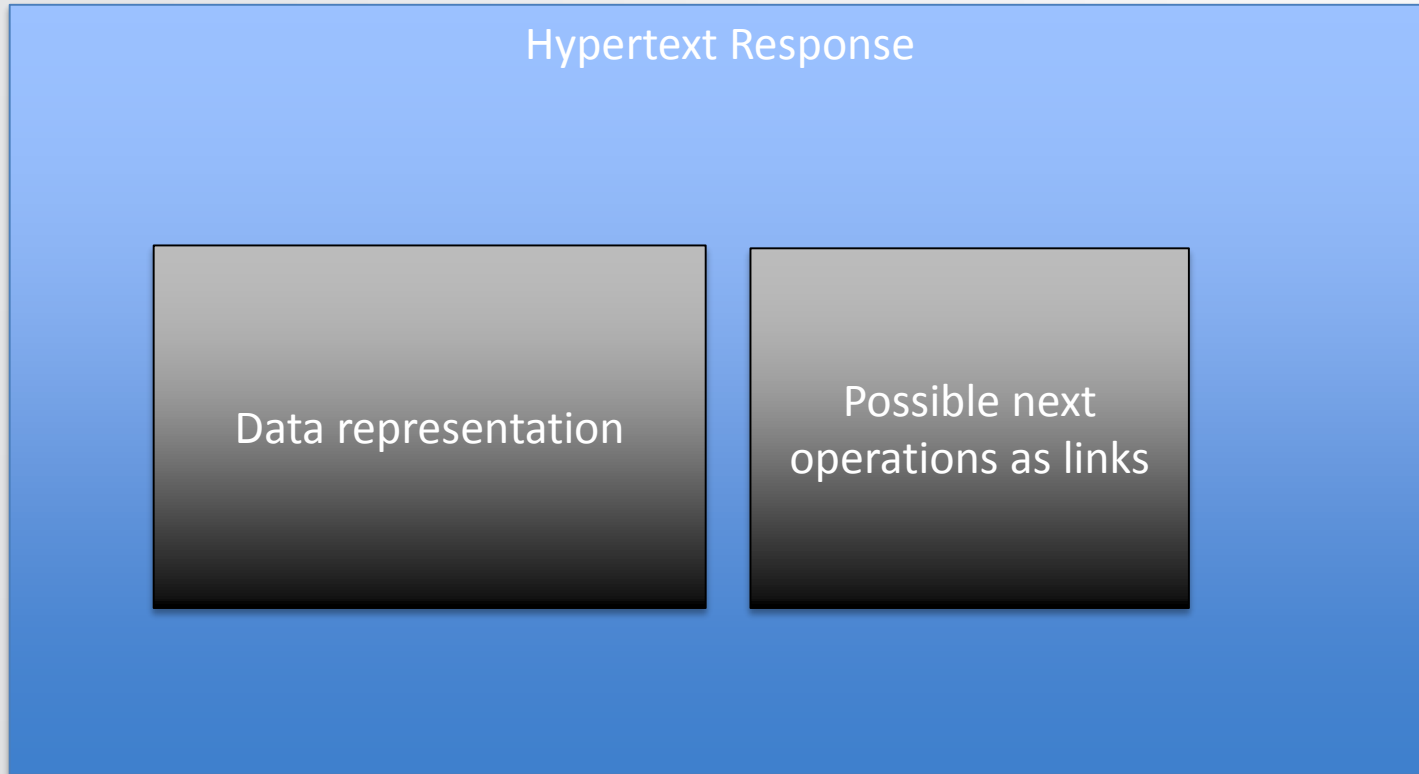 Hypertext Response
Data representation
Possible next
operations as links